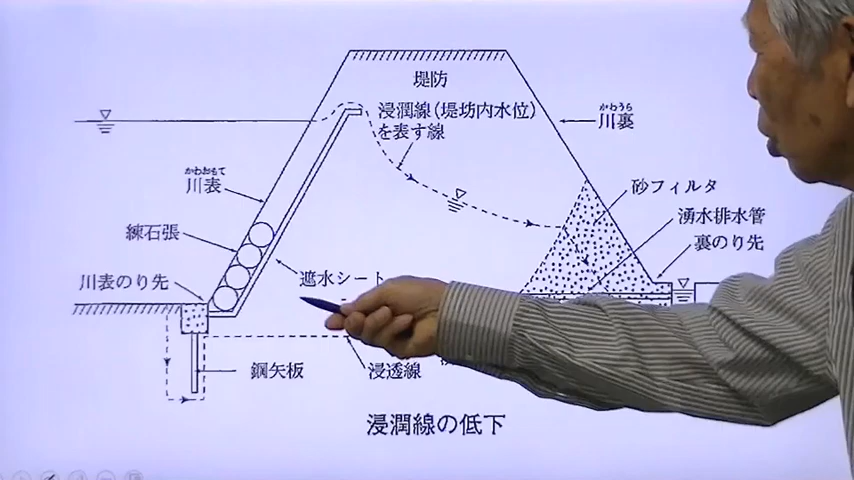 堤防
浸潤線(堤坊内水位)
を表す線
かわうら
川裏
かわおもて
川表
砂フィルタ
湧水排水管
練石張
裏のり先
川表のり先
遮水シート
鋼矢板
浸透線
浸潤線の低下